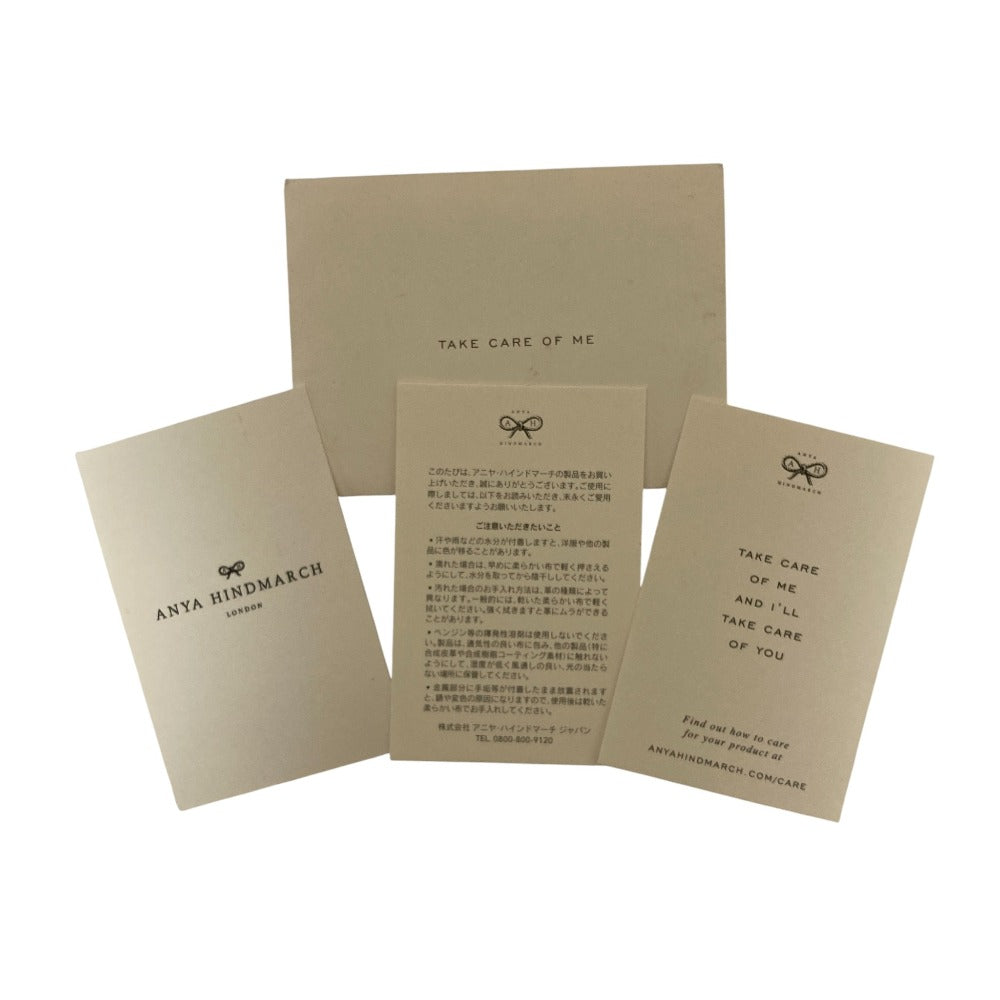 TAKE CARE OF ME
ANYA HINDMARCH
LONDON
ANYA
A H
HINDMARCH
このたびは、アニヤ・ハインドマーチの製品をお買い
上げいただき、誠にありがとうございます。ご使用に
際しましては、以下をお読みいただき、末永くご愛用
くださいますようお願いいたします。
ご注意いただきたいこと
• 汗や雨などの水分が付着しますと、洋服や他の製
品に色が移ることがあります。
• 濡れた場合は、早めに柔らかい布で軽く押さえる
ようにして、水分を取ってから陰干ししてください。
• 汚れた場合のお手入れ方法は、革の種類によって
異なります。一般的には、乾いた柔らかい布で軽く
拭いてください。強く拭きますと革にムラができる
ことがあります。
• ベンジン等の揮発性溶剤は使用しないでくださ
い。製品は、通気性の良い布に包み、他の製品（特に
合成皮革や合成樹脂コーティング素材）に触れない
ようにして、湿度が低く風通しの良い、光の当たら
ない場所に保管してください。
• 金属部分に手垢等が付着したまま放置されます
と、錆や変色の原因になりますので、使用後は乾いた
柔らかい布でお手入れしてください。
株式会社 アニヤ・ハインドマーチ ジャパン
TEL 0800-800-9120
ANYA
A H
HINDMARCH
TAKE CARE
OF ME
AND I'LL
TAKE CARE
OF YOU
Find out how to care
for your product at
ANYAHINDMARCH.COM/CARE